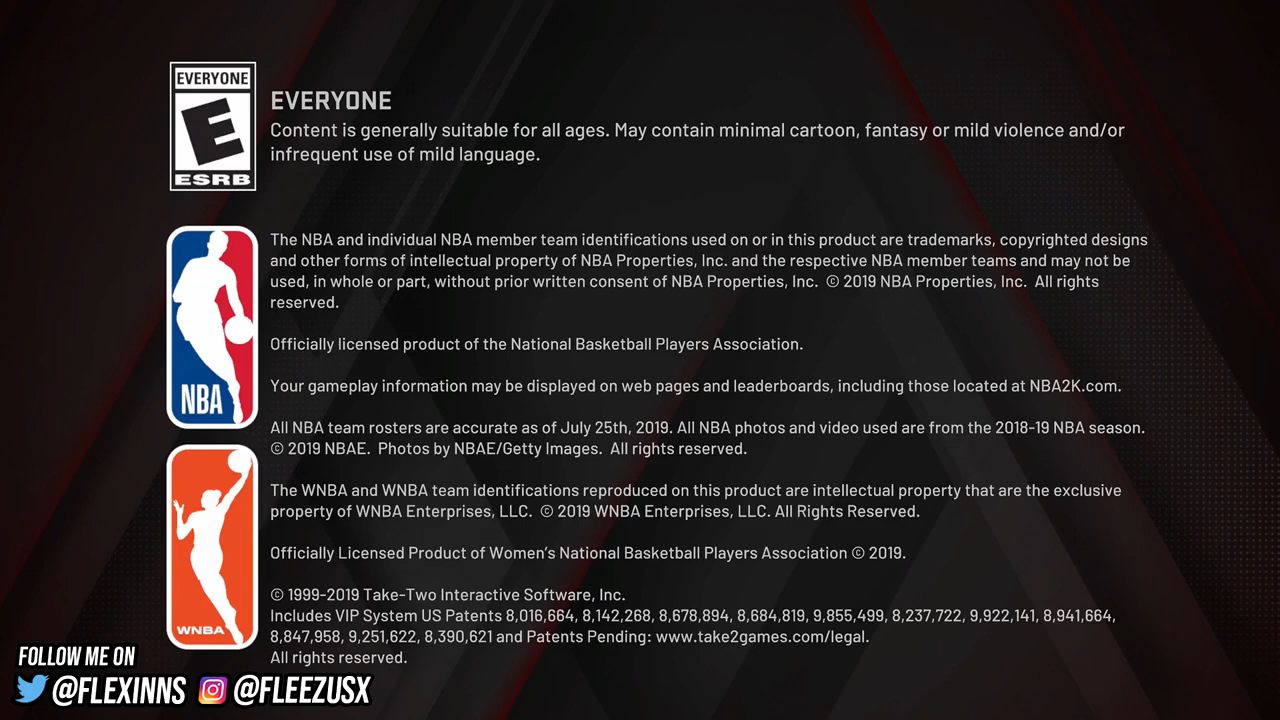 EVERYONE
E
ESRB
EVERYONE
Content is generally suitable for all ages. May contain minimal cartoon, fantasy or mild violence and/or
infrequent use of mild language.
The NBA and individual NBA member team identifications used on or in this product are trademarks, copyrighted designs
and other forms of intellectual property of NBA Properties, Inc. and the respective NBA member teams and may not be
used, in whole or part, without prior written consent of NBA Properties, Inc.  © 2019 NBA Properties, Inc.  All rights
reserved.
Officially licensed product of the National Basketball Players Association.
Your gameplay information may be displayed on web pages and leaderboards, including those located at NBA2K.com.
NBA
All NBA team rosters are accurate as of July 25th, 2019. All NBA photos and video used are from the 2018-19 NBA season.
© 2019 NBAE.  Photos by NBAE/Getty Images.  All rights reserved.
The WNBA and WNBA team identifications reproduced on this product are intellectual property that are the exclusive
property of WNBA Enterprises, LLC.  © 2019 WNBA Enterprises, LLC. All Rights Reserved.
Officially Licensed Product of Women's National Basketball Players Association © 2019.
© 1999-2019 Take-Two Interactive Software, Inc.
Includes VIP System US Patents 8,016,664, 8,142,268, 8,678,894, 8,684,819, 9,855,499, 8,237,722, 9,922,141, 8,941,664,
8,847,958, 9,251,622, 8,390,621 and Patents Pending: www.take2games.com/legal.
All rights reserved.
WNBA
FOLLOW ME ON
@FLEXINNS @FLEEZUSX